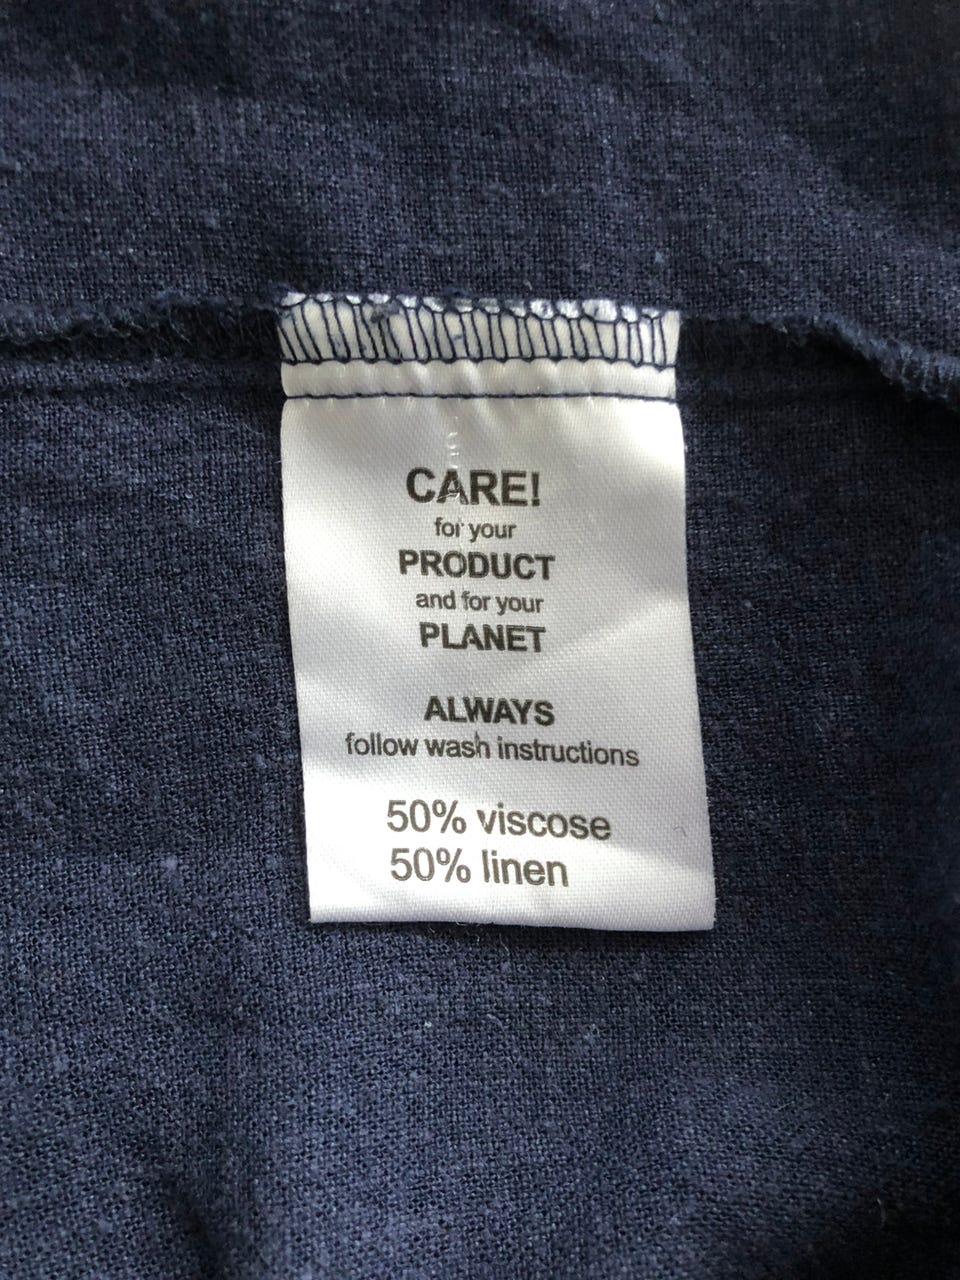 CARE!
for your
PRODUCT
and for your
PLANET
ALWAYS
follow wash instructions
50% viscose
50% linen